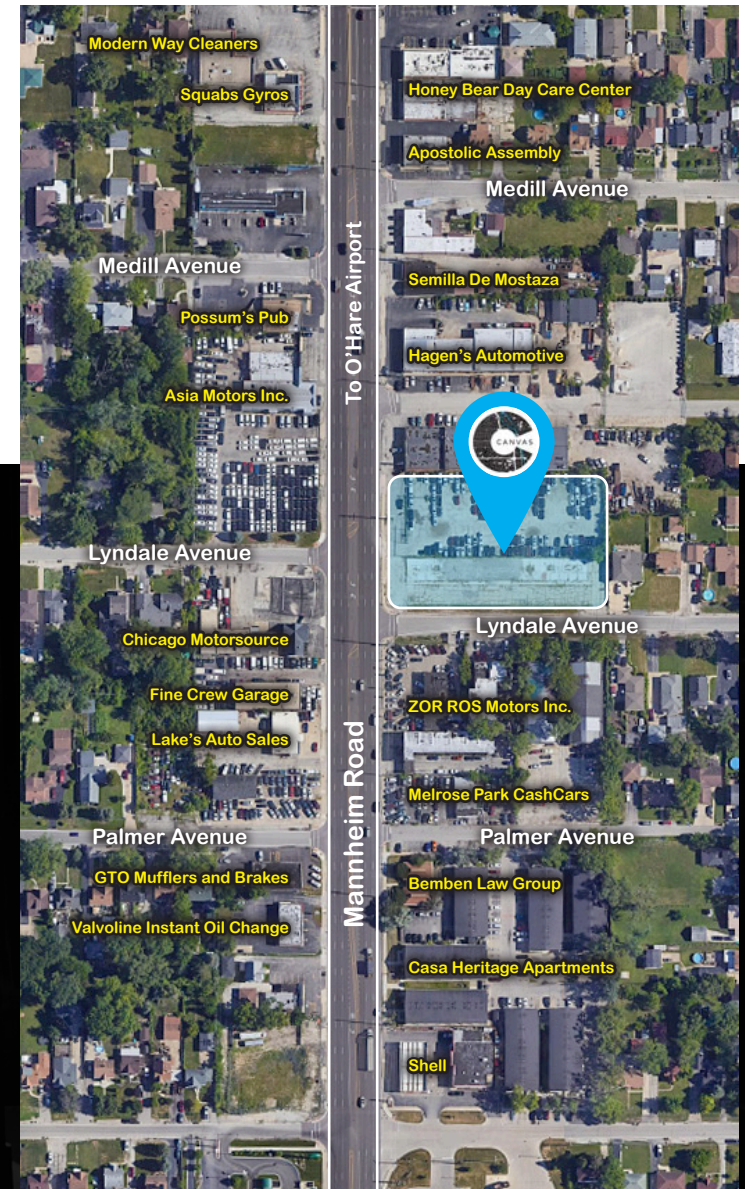 Modern Way Cleaners
Squabs Gyros
Honey Bear Day Care Center
Apostolic Assembly
Medill Avenue
Medill Avenue
Semilla De Mostaza
Possum's Pub
To O'Hare Airport
Hagen's Automotive
Asia Motors Inc.
CANVAS
Lyndale Avenue
Lyndale Avenue
Chicago Motorsource
Fine Crew Garage
ZOR ROS Motors Inc.
Lake's Auto Sales
Mannheim Road
Melrose Park CashCars
Palmer Avenue
Palmer Avenue
GTO Mufflers and Brakes
Bemben Law Group
Valvoline Instant Oil Change
Casa Heritage Apartments
Shell